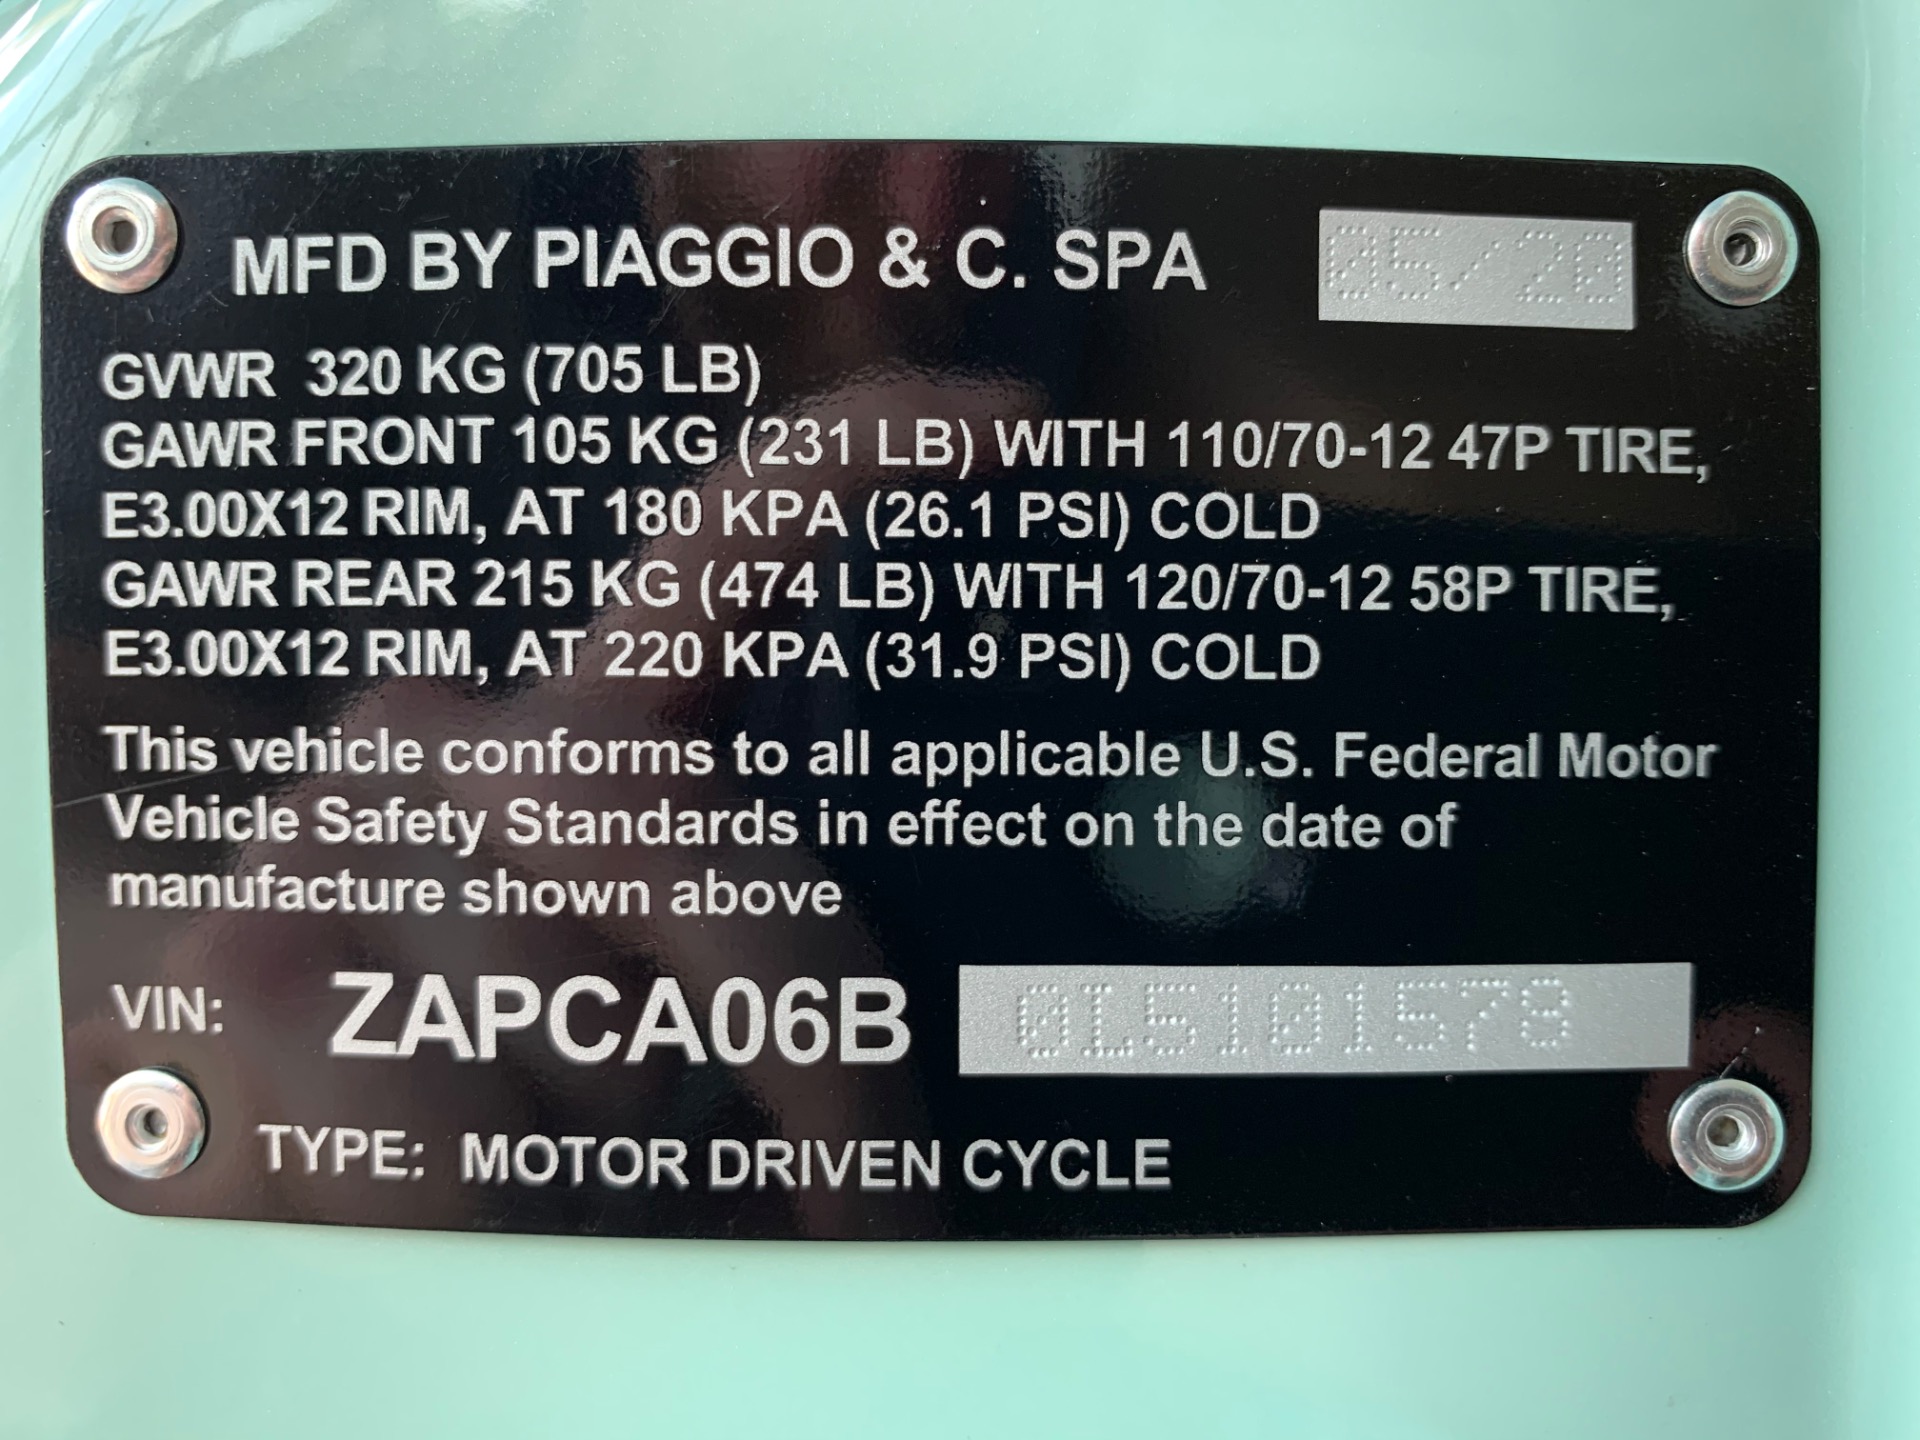 MFD BY PIAGGIO & C. SPA 05/20
GVWR 320 KG (705 LB)
GAWR FRONT 105 KG (231 LB) WITH 110/70-12 47P TIRE,
E3.00X12 RIM, AT 180 KPA (26.1 PSI) COLD
GAWR REAR 215 KG (474 LB) WITH 120/70-12 58P TIRE,
E3.00X12 RIM, AT 220 KPA (31.9 PSI) COLD
This vehicle conforms to all applicable U.S. Federal Motor
Vehicle Safety Standards in effect on the date of
manufacture shown above
VIN: ZAPCA06B 0L5101578
TYPE: MOTOR DRIVEN CYCLE